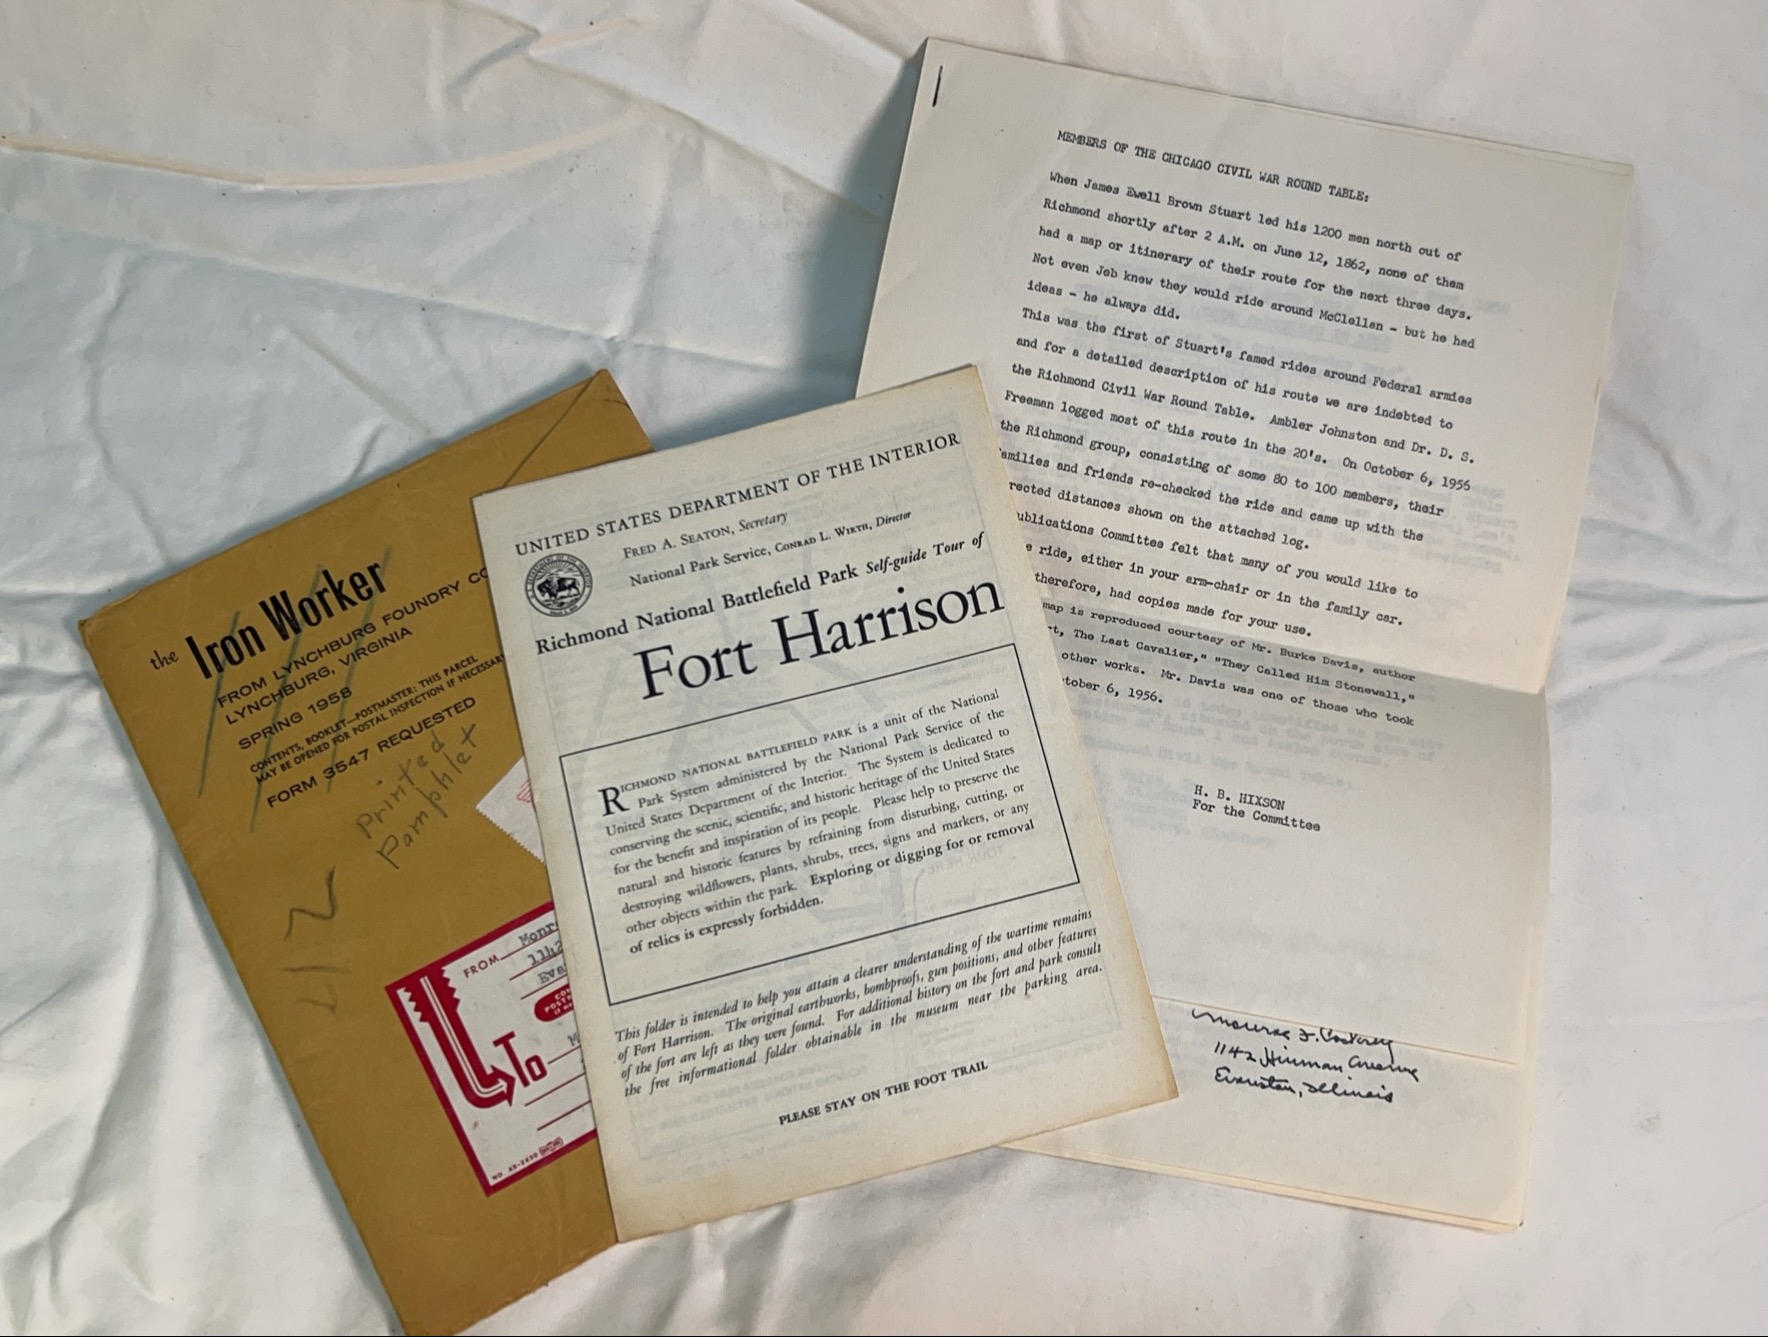 the Iron Worker
FROM LYNCHBURG FOUNDRY CO
LYNCHBURG, VIRGINIA
SPRING 1958
CONTENTS, BOOKLET—POSTMASTER: THIS PARCEL
MAY BE OPENED FOR POSTAL INSPECTION IF NECESSARY
FORM 3547 REQUESTED
Printed
Pamphlet
FROM
1142
To
UNITED STATES DEPARTMENT OF THE INTERIOR
FRED A. SEATON, Secretary
National Park Service, CONRAD L. WIRTH, Director
Richmond National Battlefield Park Self-guide Tour of
Fort Harrison
RICHMOND NATIONAL BATTLEFIELD PARK is a unit of the National
Park System administered by the National Park Service of the
United States Department of the Interior. The System is dedicated to
conserving the scenic, scientific, and historic heritage of the United States
for the benefit and inspiration of its people. Please help to preserve the
natural and historic features by refraining from disturbing, cutting, or
destroying wildflowers, plants, shrubs, trees, signs and markers, or any
other objects within the park. Exploring or digging for or removal
of relics is expressly forbidden.
This folder is intended to help you attain a clearer understanding of the wartime remains
of Fort Harrison. The original earthworks, bombproofs, gun positions, and other features
of the fort are left as they were found. For additional history on the fort and park consult
the free informational folder obtainable in the museum near the parking area.
PLEASE STAY ON THE FOOT TRAIL
MEMBERS OF THE CHICAGO CIVIL WAR ROUND TABLE:
When James Ewell Brown Stuart led his 1200 men north out of
Richmond shortly after 2 A.M. on June 12, 1862, none of them
had a map or itinerary of their route for the next three days.
Not even Jeb knew they would ride around McClellan - but he had
ideas - he always did.
This was the first of Stuart's famed rides around Federal armies
and for a detailed description of his route we are indebted to
the Richmond Civil War Round Table. Ambler Johnston and Dr. D. S.
Freeman logged most of this route in the 20's. On October 6, 1956
the Richmond group, consisting of some 80 to 100 members, their
families and friends re-checked the ride and came up with the
rected distances shown on the attached log.
ublications Committee felt that many of you would like to
e ride, either in your arm-chair or in the family car.
therefore, had copies made for your use.
map is reproduced courtesy of Mr. Burke Davis, author
rt, The Last Cavalier," "They Called Him Stonewall,"
other works. Mr. Davis was one of those who took
tober 6, 1956.
H. B. HIXSON
For the Committee
1142 Hinman Avenue
Evanston, Illinois